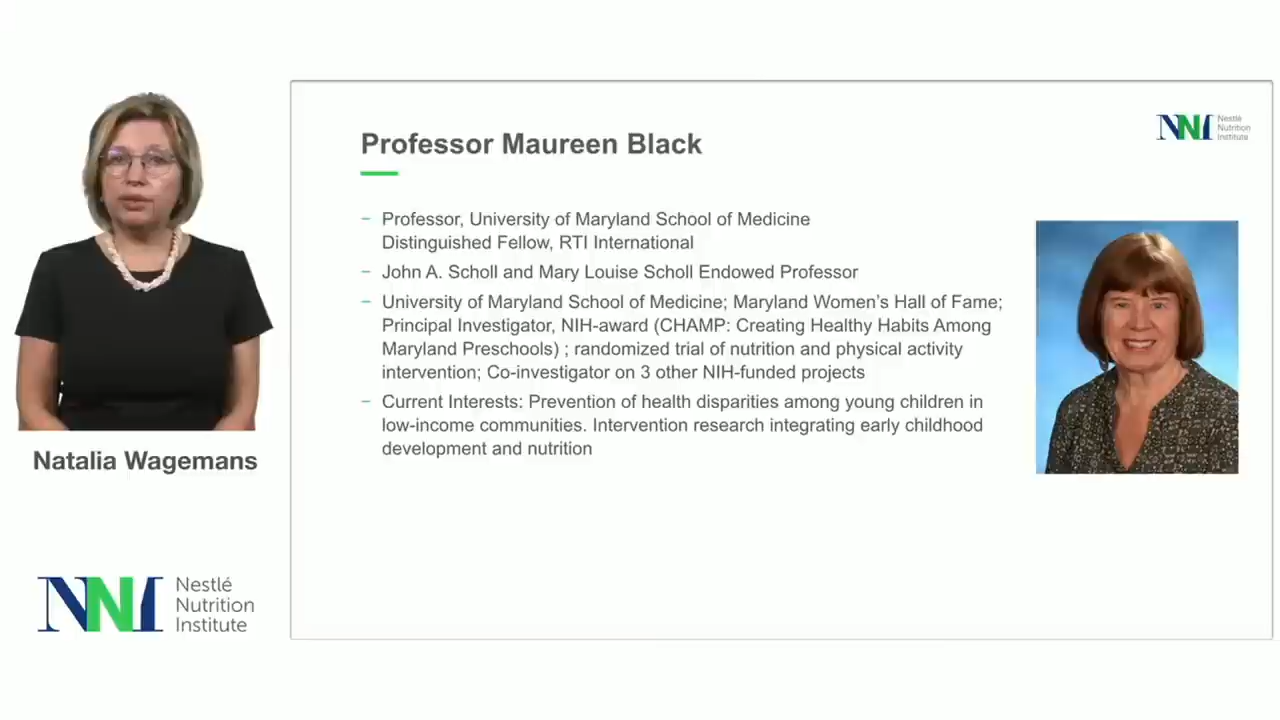 Professor Maureen Black
NNI Nestlé
Nutrition
Institute
– Professor, University of Maryland School of Medicine
Distinguished Fellow, RTI International
– John A. Scholl and Mary Louise Scholl Endowed Professor
– University of Maryland School of Medicine; Maryland Women's Hall of Fame;
Principal Investigator, NIH-award (CHAMP: Creating Healthy Habits Among
Maryland Preschools) ; randomized trial of nutrition and physical activity
intervention; Co-investigator on 3 other NIH-funded projects
– Current Interests: Prevention of health disparities among young children in
low-income communities. Intervention research integrating early childhood
development and nutrition
Natalia Wagemans
NNI Nestlé
Nutrition
Institute